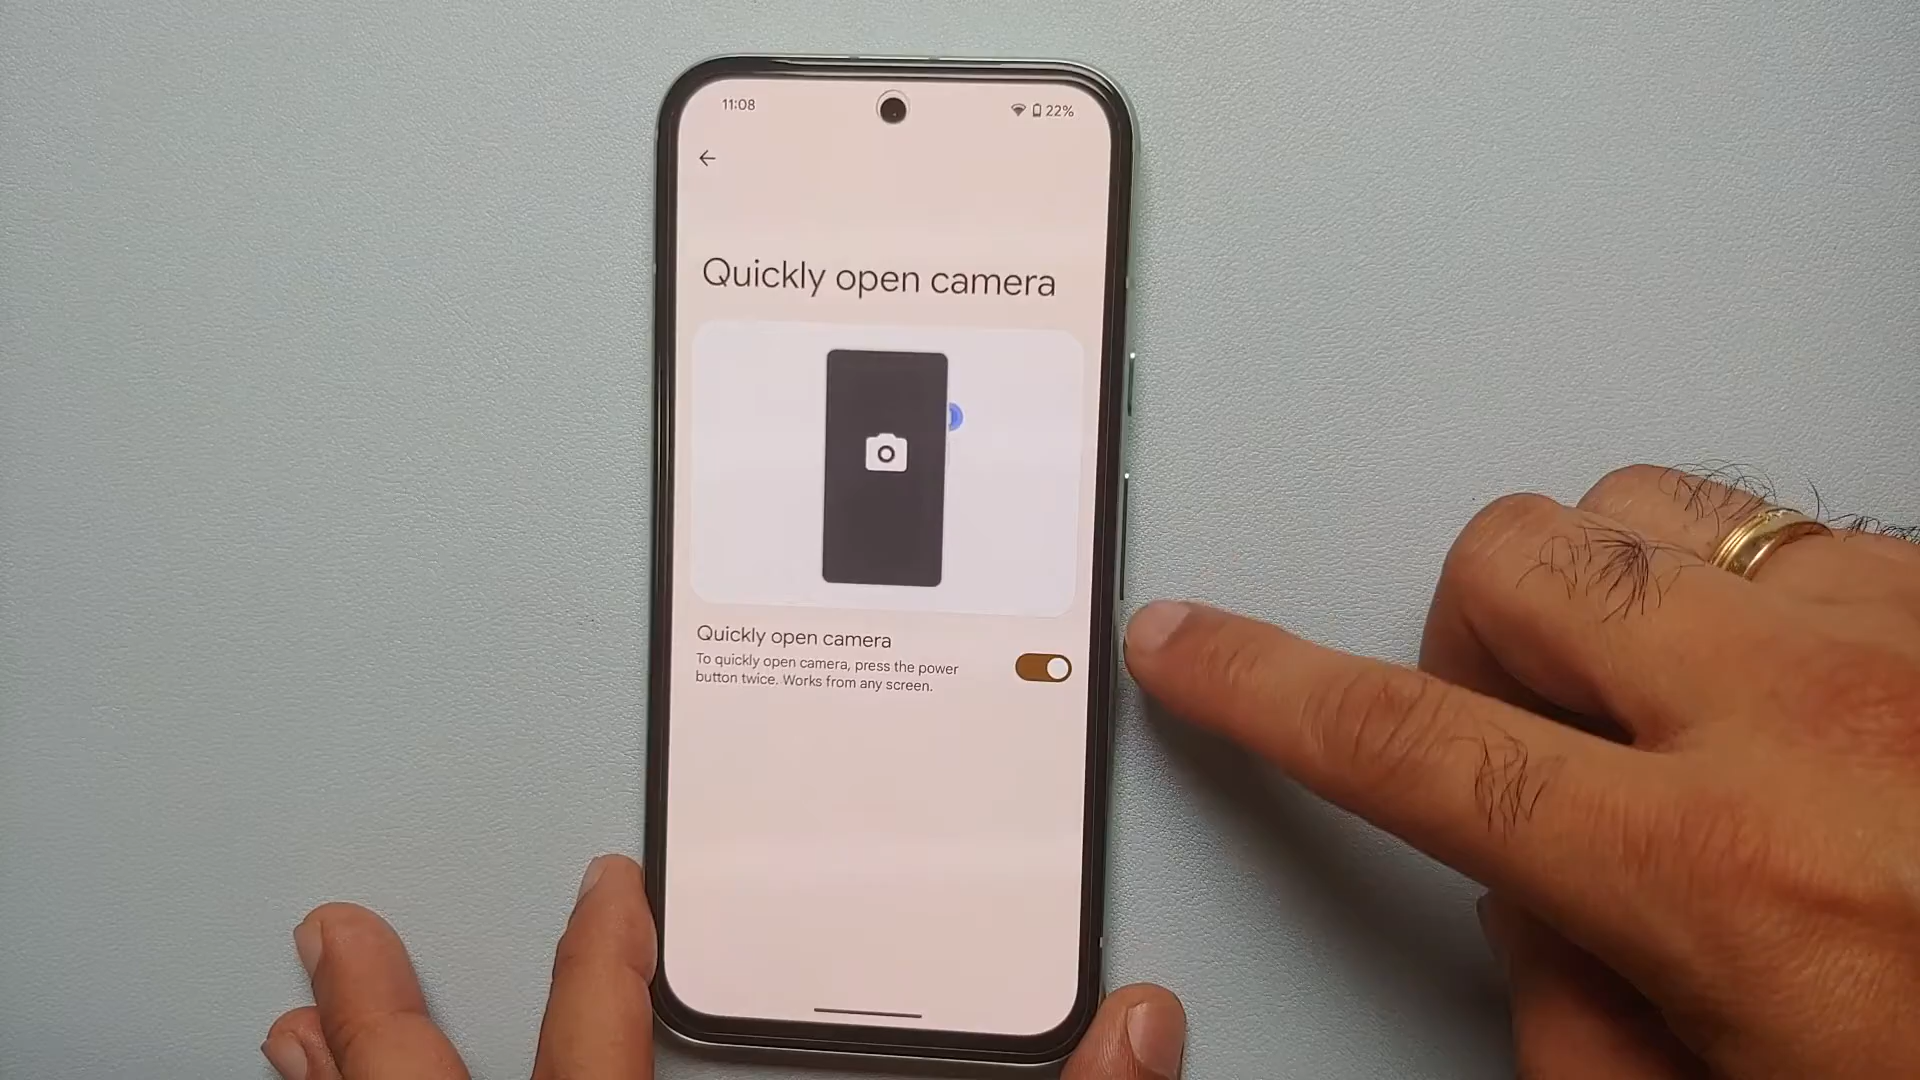 11:08
22%
Quickly open camera
Quickly open camera
To quickly open camera, press the power
button twice. Works from any screen.